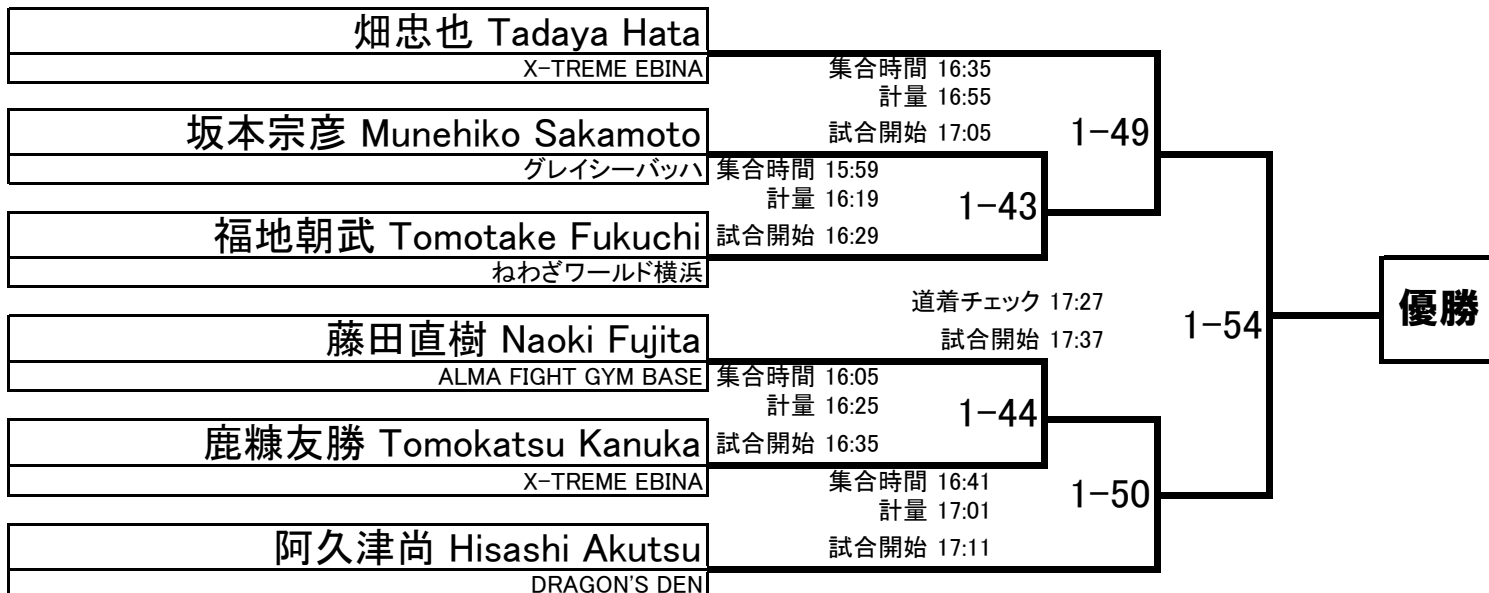 畑忠也 Tadaya Hata
X-TREME EBINA
集合時間 16:35
計量 16:55
試合開始 17:05
1-49
坂本宗彦 Munehiko Sakamoto
グレイシーバッハ
集合時間 15:59
計量 16:19
試合開始 16:29
1-43
福地朝武 Tomotake Fukuchi
ねわざワールド横浜
道着チェック 17:27
試合開始 17:37
1-54
優勝
藤田直樹 Naoki Fujita
ALMA FIGHT GYM BASE
集合時間 16:05
計量 16:25
試合開始 16:35
1-44
鹿糠友勝 Tomokatsu Kanuka
X-TREME EBINA
集合時間 16:41
計量 17:01
試合開始 17:11
1-50
阿久津尚 Hisashi Akutsu
DRAGON'S DEN